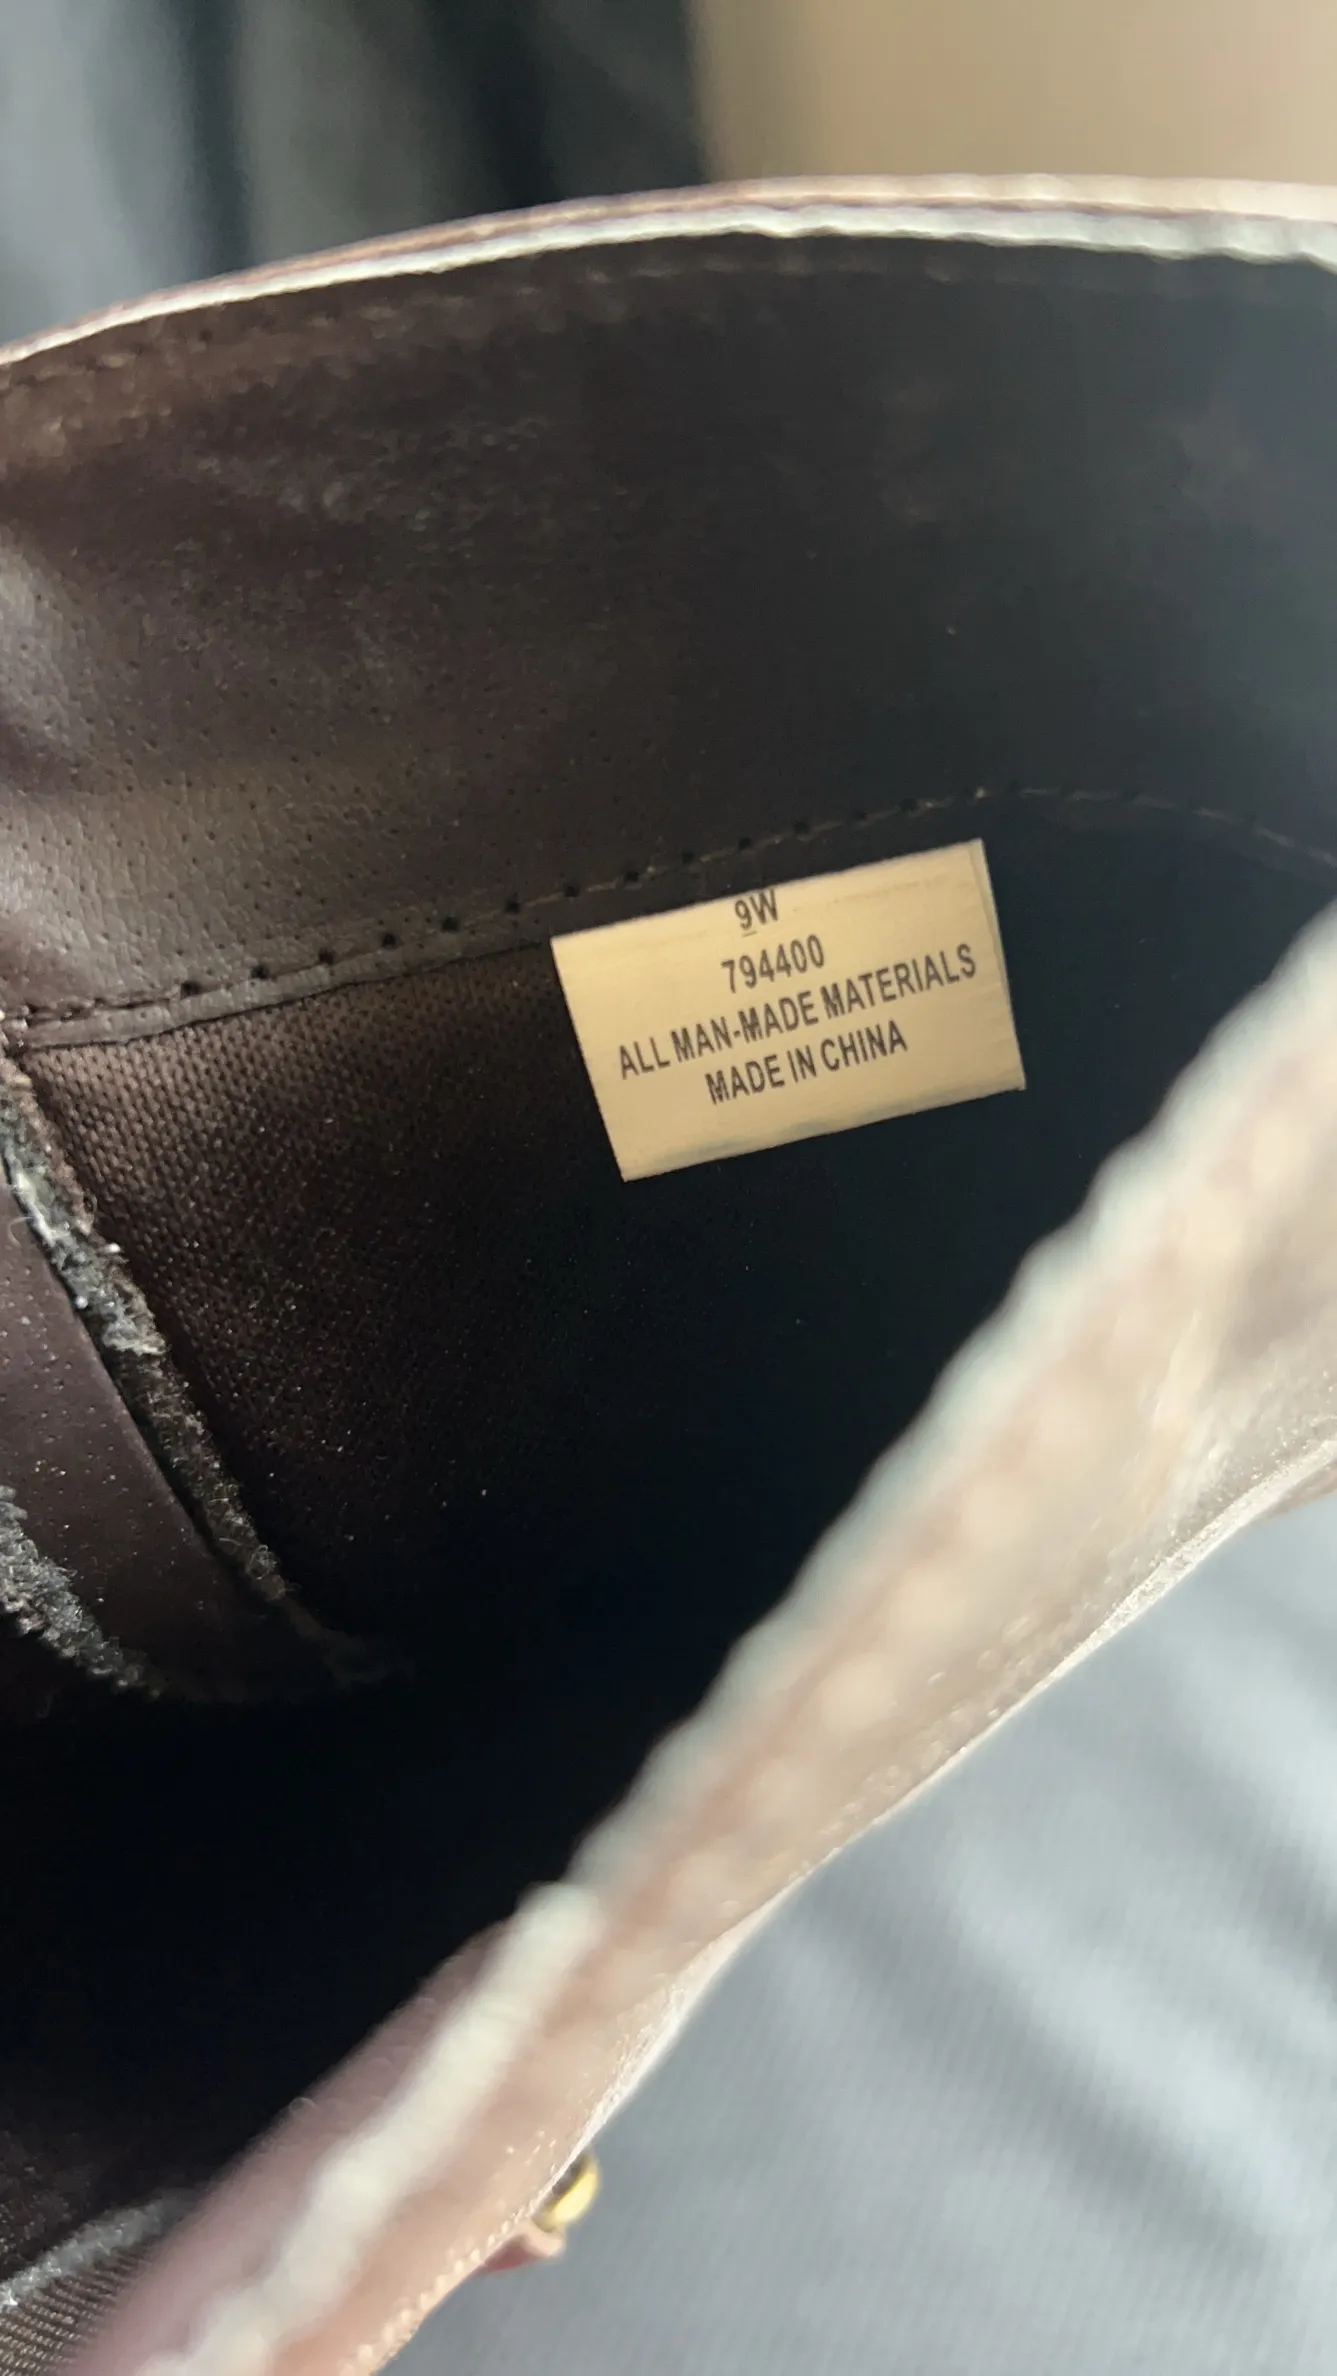 9W
794400
ALL MAN-MADE MATERIALS
MADE IN CHINA